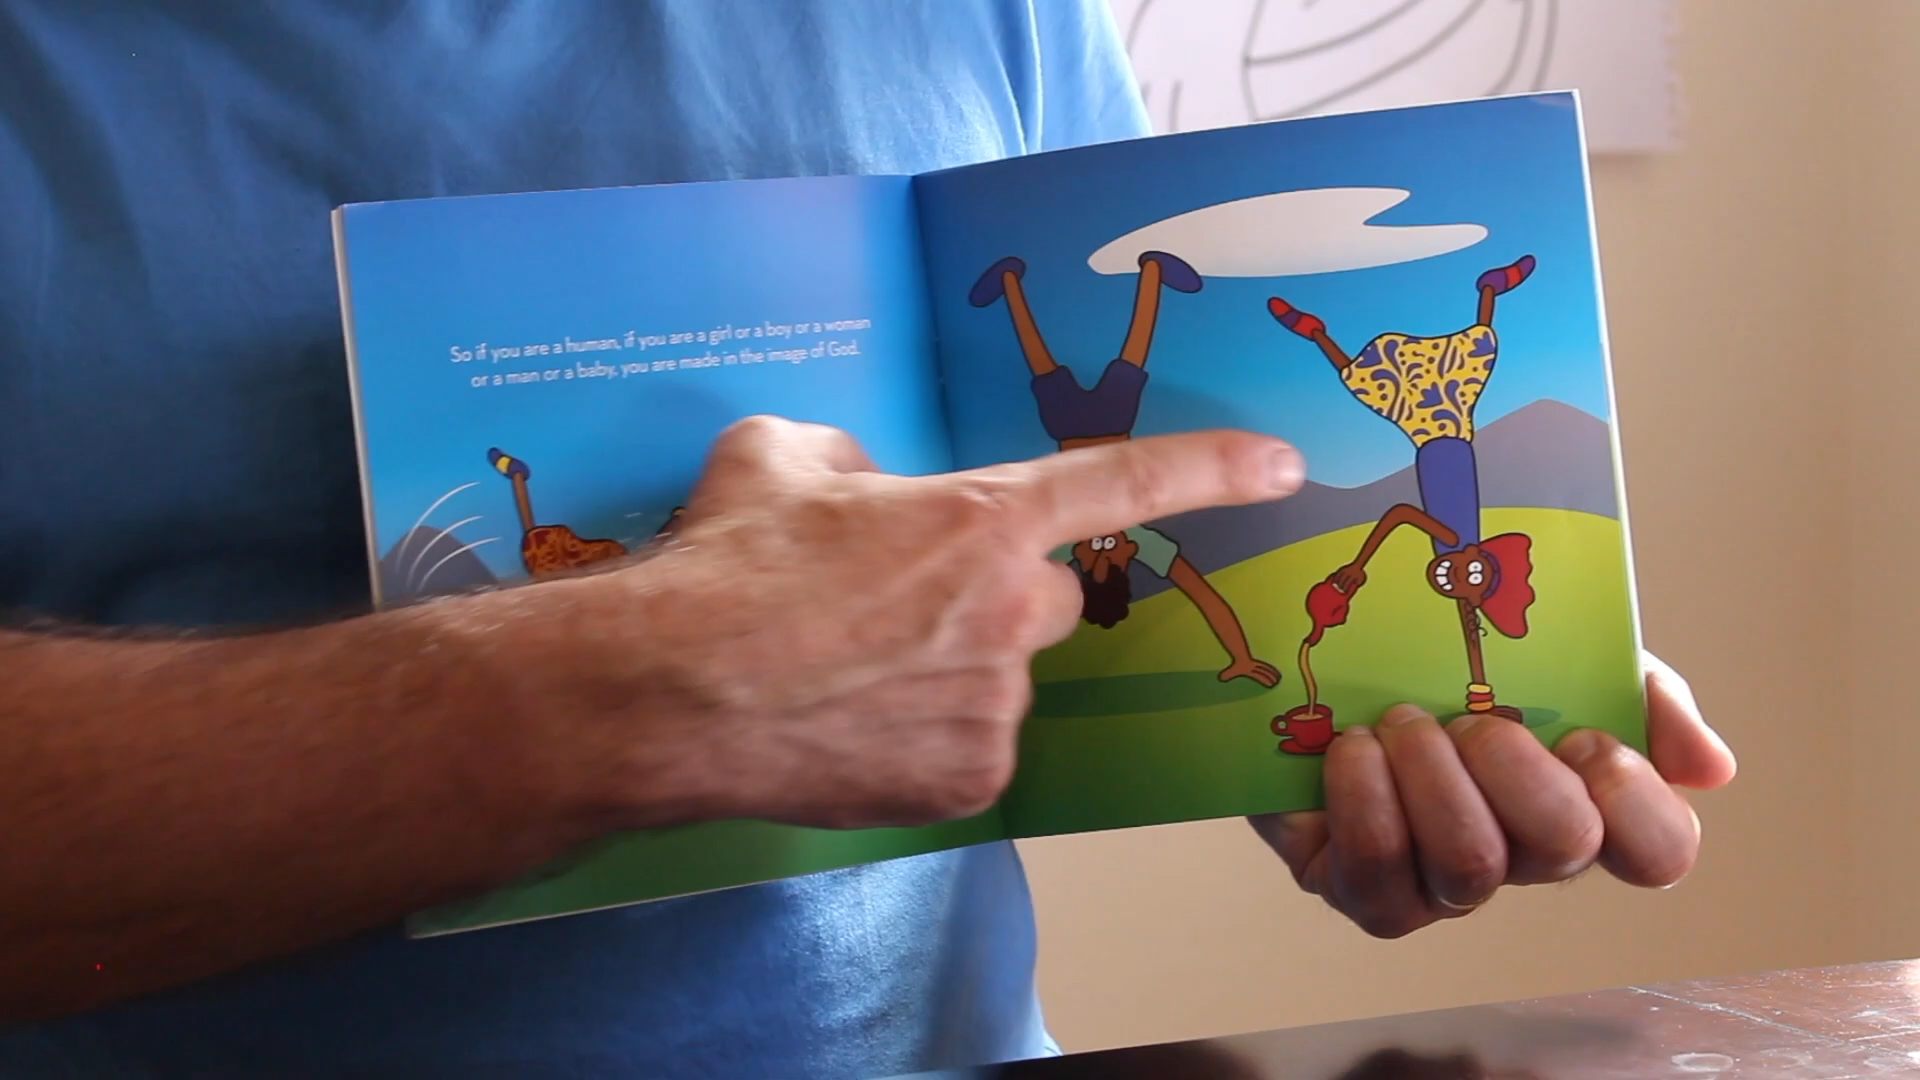 So if you are a human, if you are a girl or a boy or a woman
or a man or a baby, you are made in the image of God.